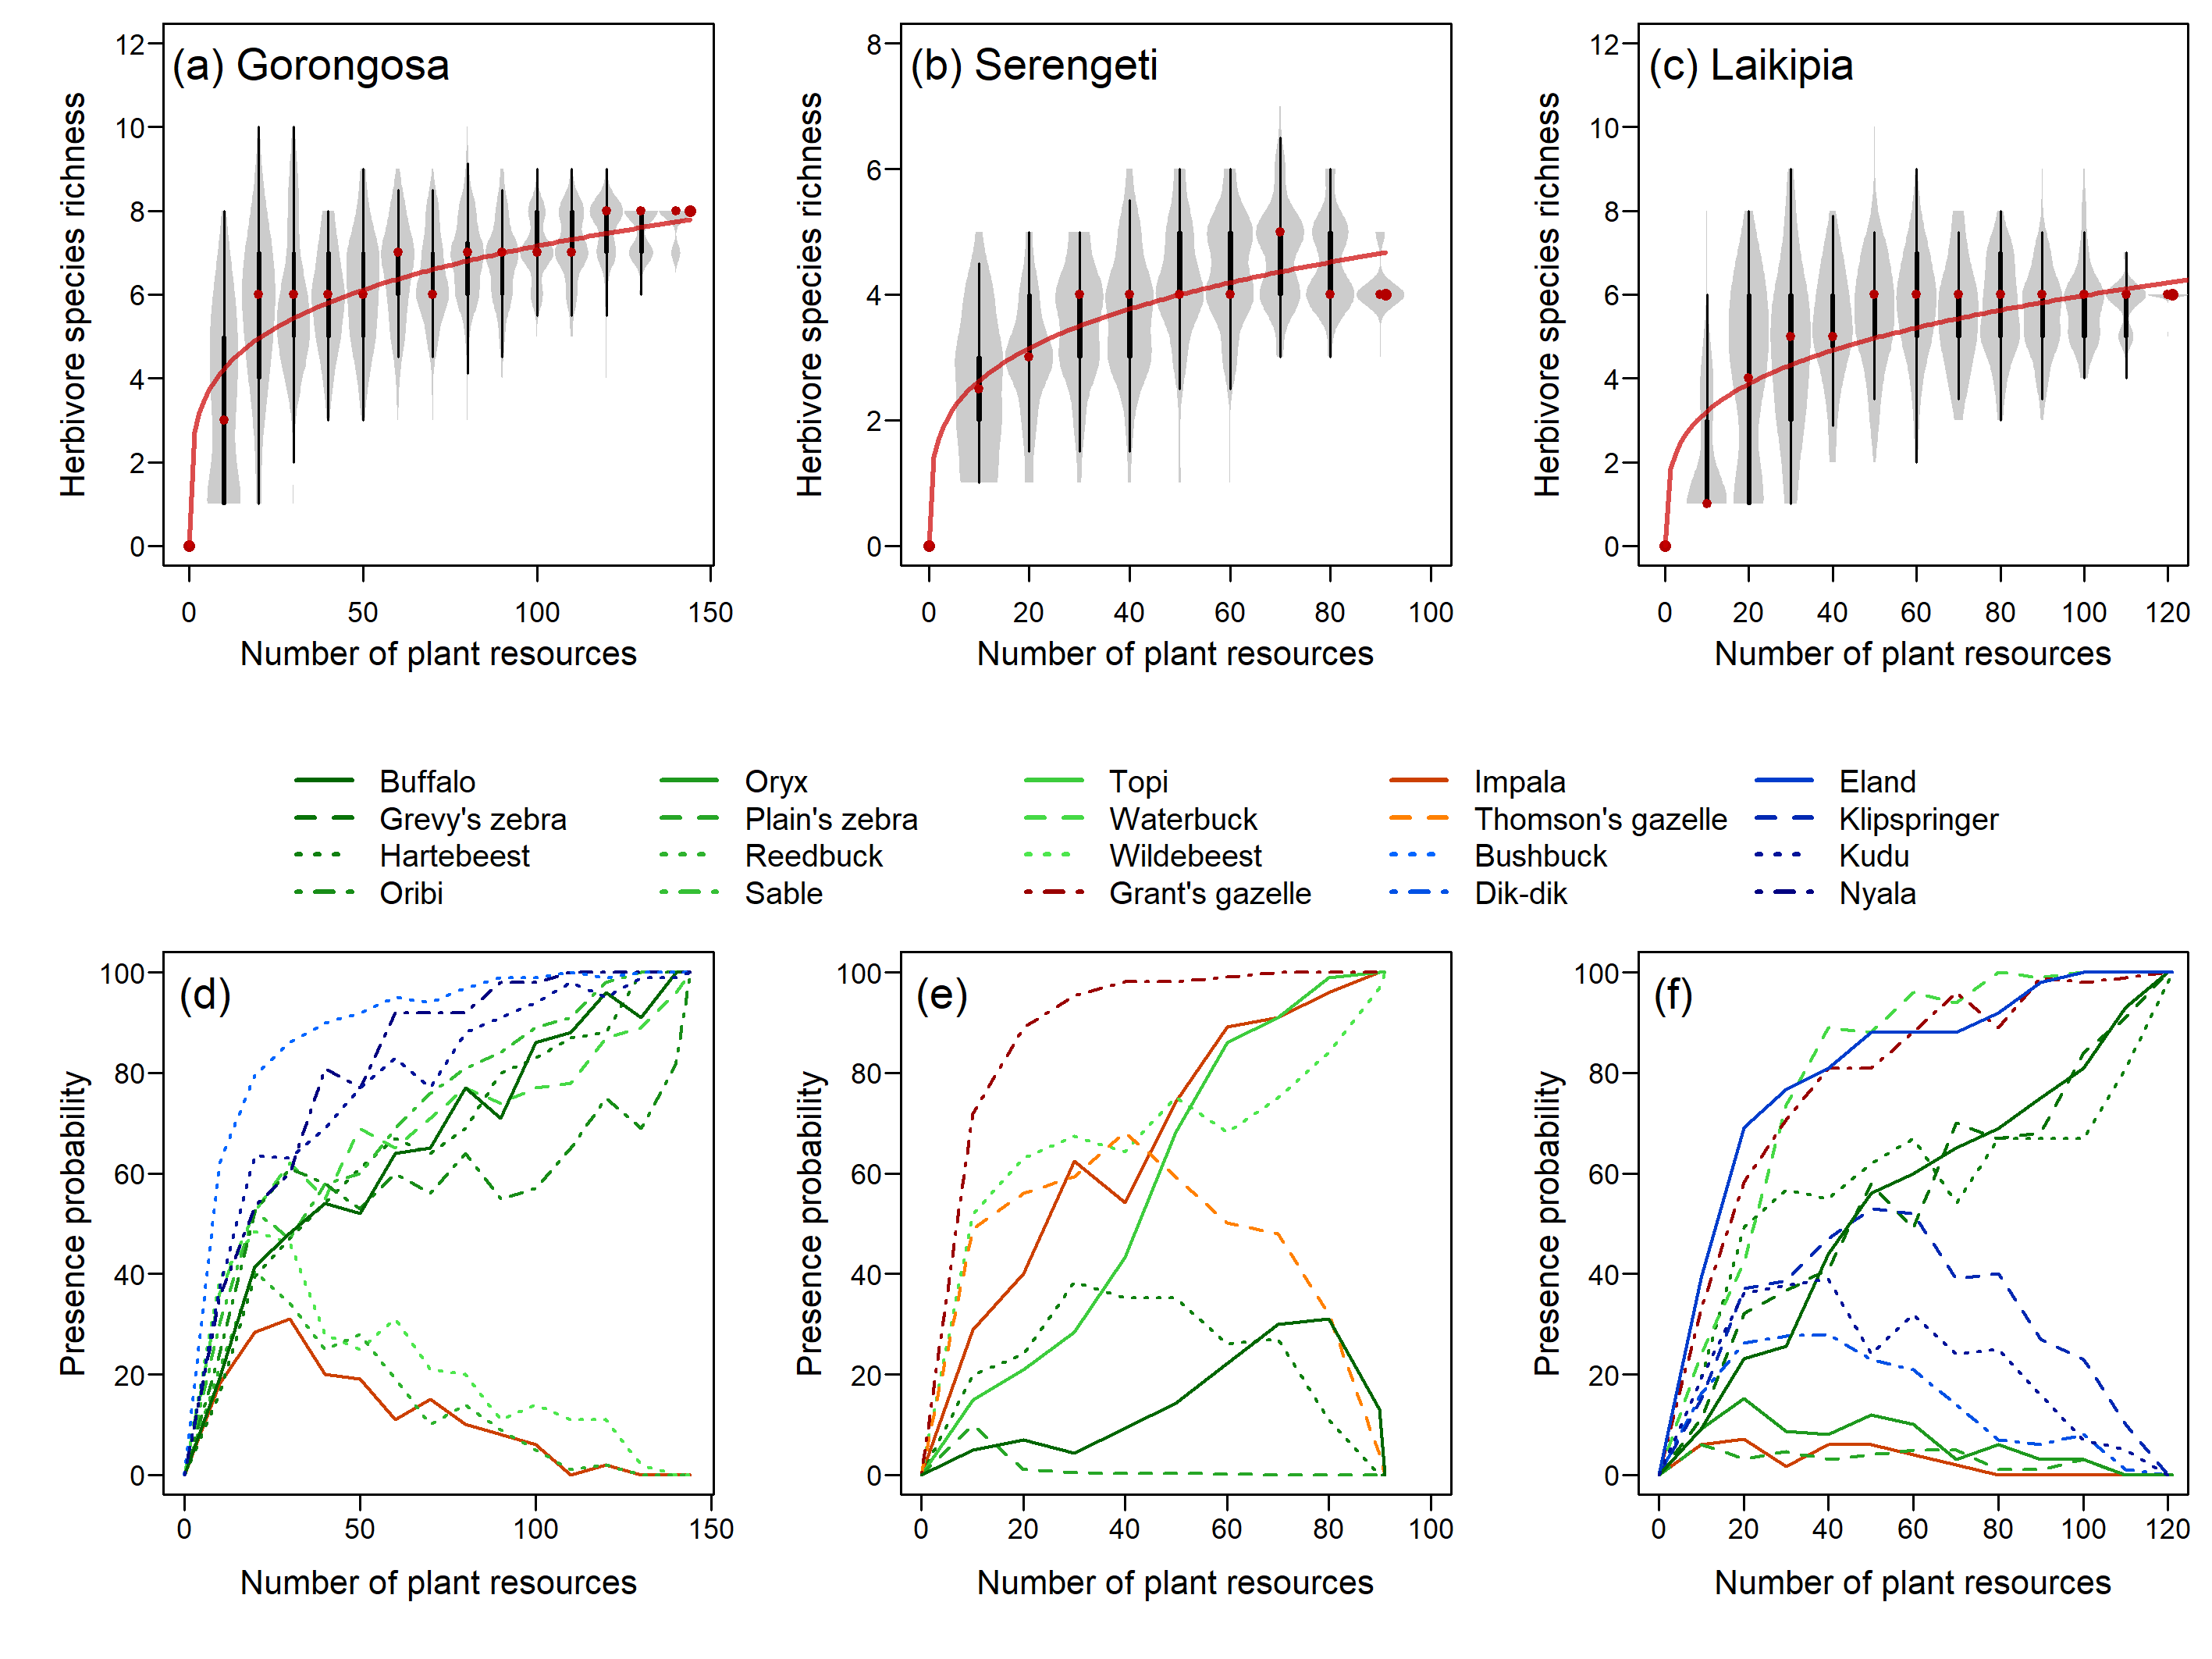 (a) Gorongosa
Herbivore species richness
12
10
8
6
4
2
0
0 50 100 150
Number of plant resources
(b) Serengeti
Herbivore species richness
8
6
4
2
0
0 20 40 60 80 100
Number of plant resources
(c) Laikipia
Herbivore species richness
12
10
8
6
4
2
0
0 20 40 60 80 100 120
Number of plant resources
Buffalo Oryx Topi Impala Eland
Grevy's zebra Plain's zebra Waterbuck Thomson's gazelle Klipspringer
Hartebeest Reedbuck Wildebeest Bushbuck Kudu
Oribi Sable Grant's gazelle Dik-dik Nyala
(d)
Presence probability
100
80
60
40
20
0
0 50 100 150
Number of plant resources
(e)
Presence probability
100
80
60
40
20
0
0 20 40 60 80 100
Number of plant resources
(f)
Presence probability
100
80
60
40
20
0
0 20 40 60 80 100 120
Number of plant resources